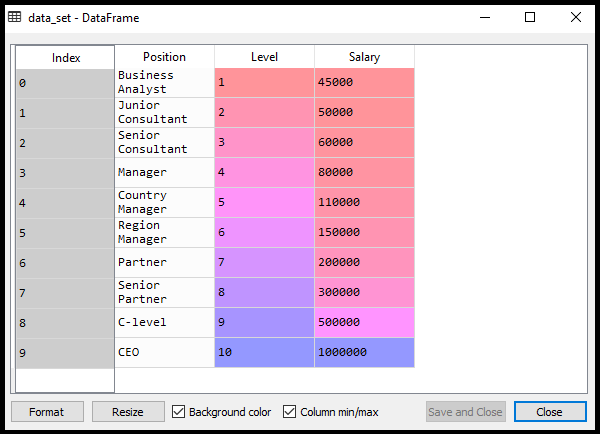 data_set - DataFrame
Index Position Level Salary
0 Business Analyst 1 45000
1 Junior Consultant 2 50000
2 Senior Consultant 3 60000
3 Manager 4 80000
4 Country Manager 5 110000
5 Region Manager 6 150000
6 Partner 7 200000
7 Senior Partner 8 300000
8 C-level 9 500000
9 CEO 10 1000000
Format Resize Background color Column min/max Save and Close Close